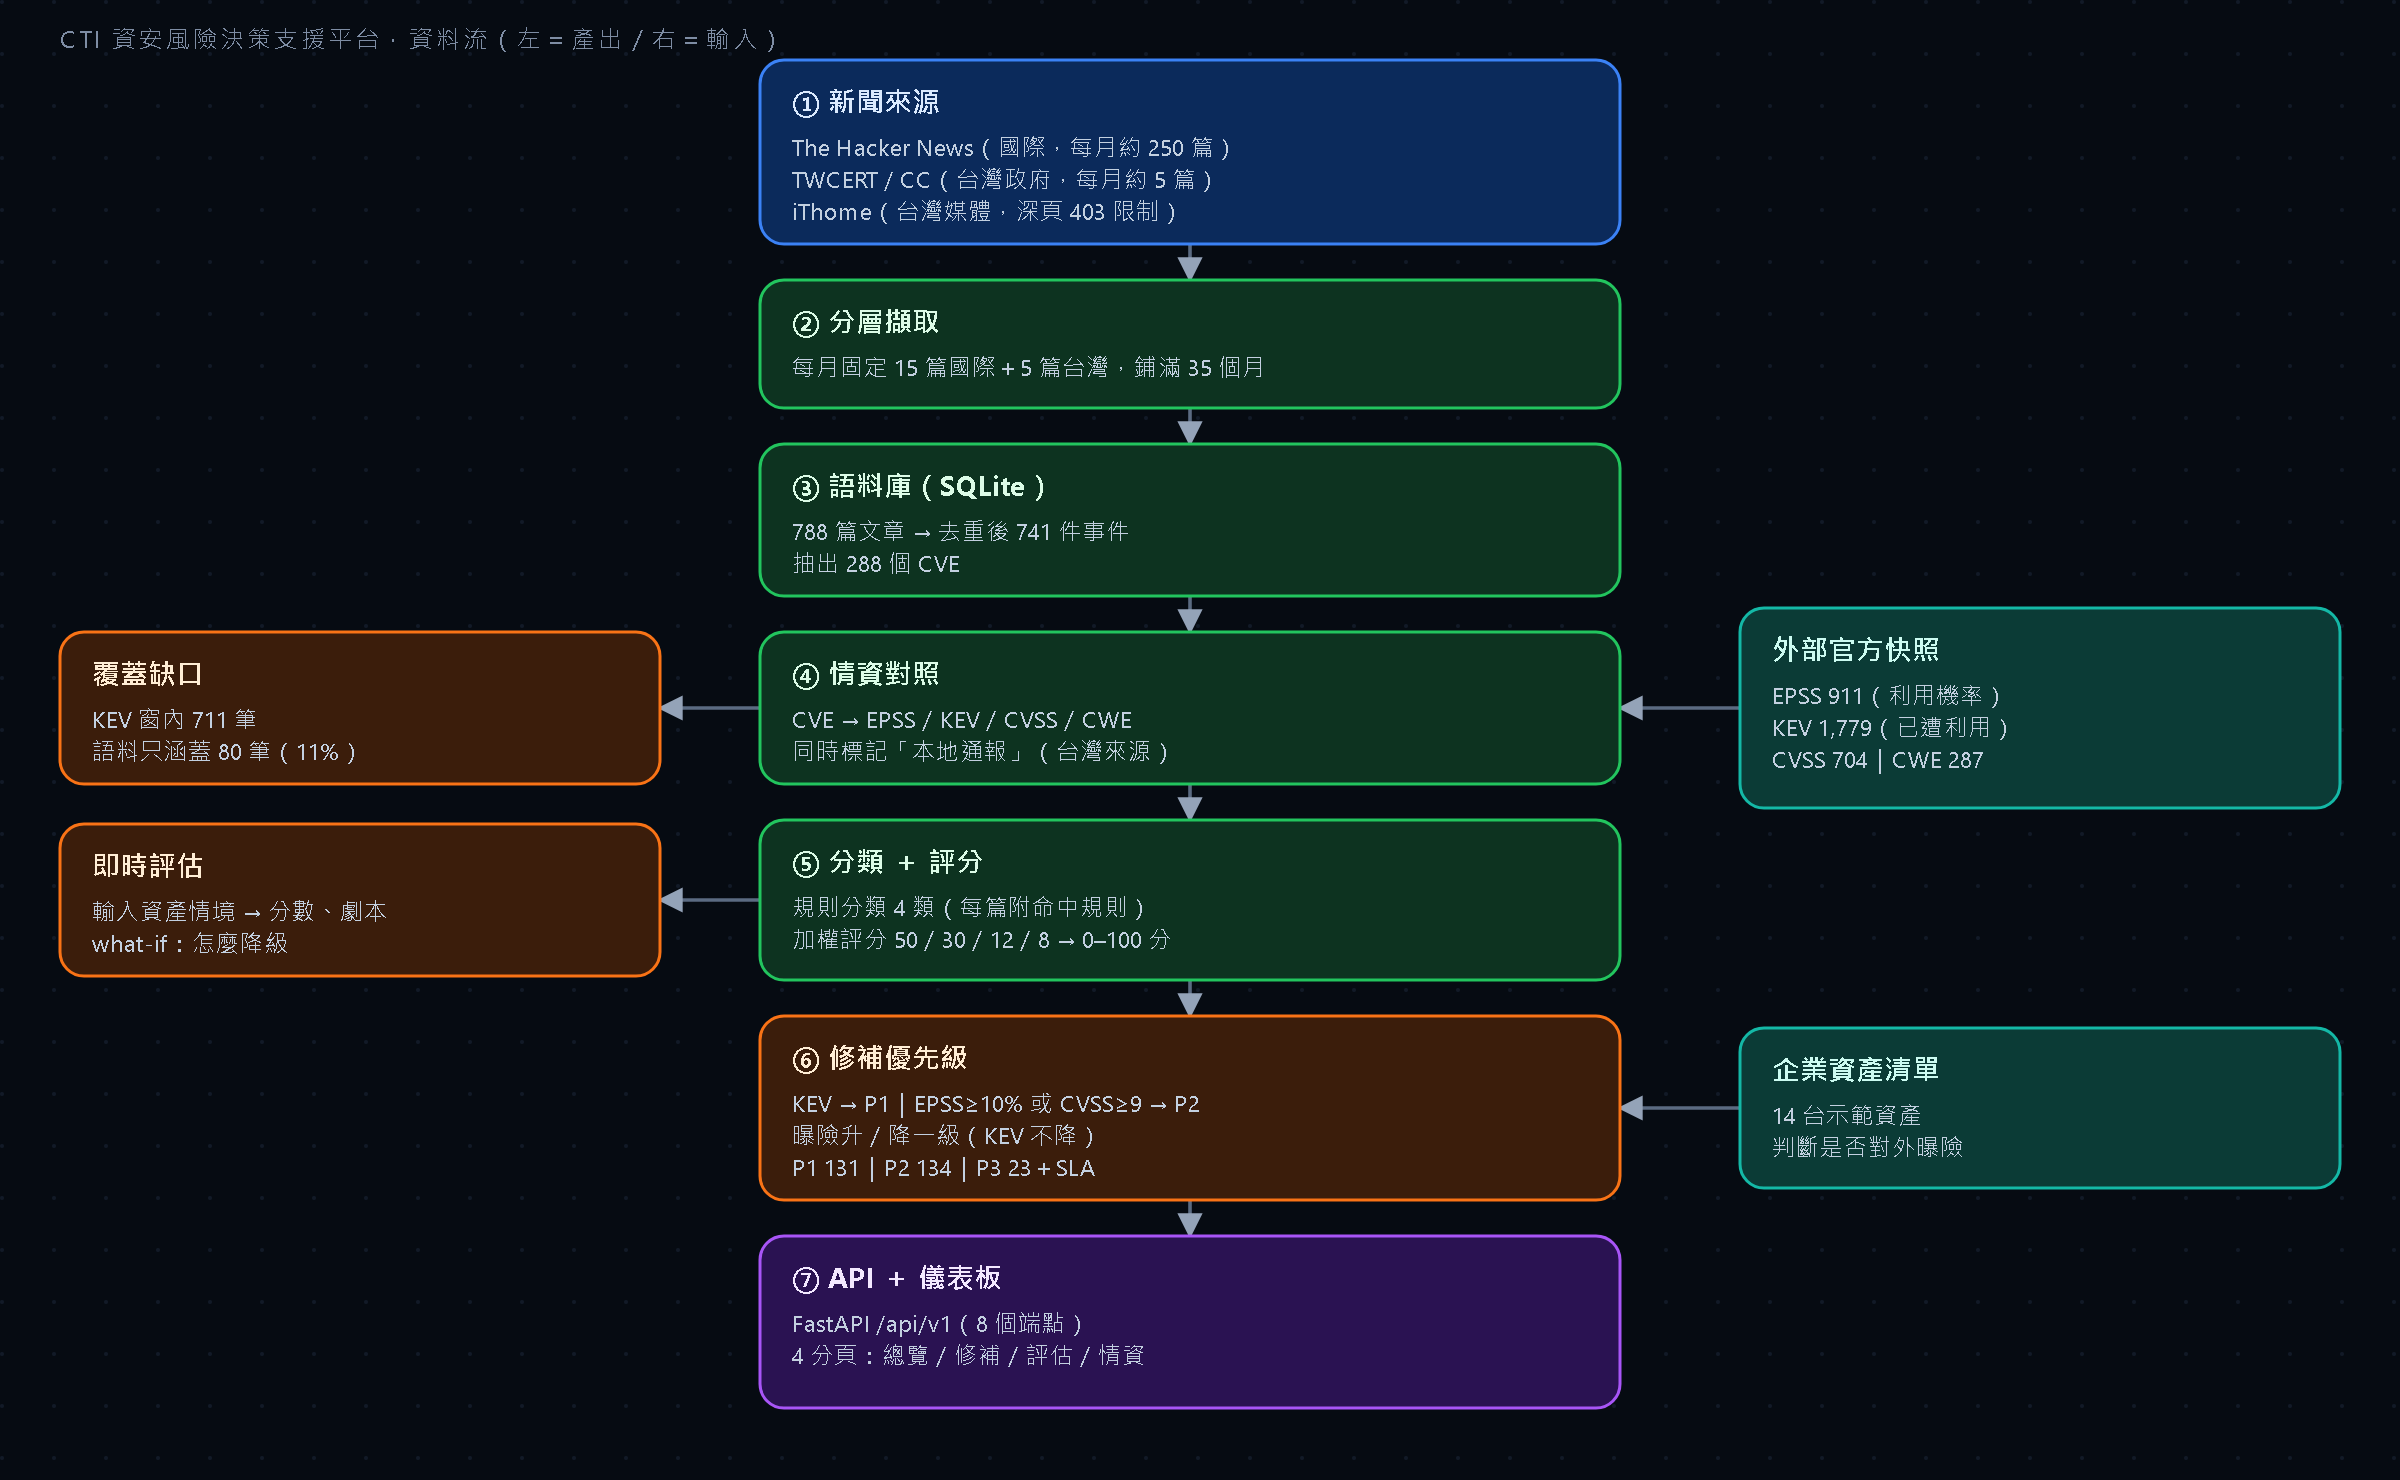 CTI 資安風險決策支援平台 · 資料流（左 = 產出 / 右 = 輸入）
① 新聞來源
The Hacker News（國際，每月約 250 篇）
TWCERT / CC（台灣政府，每月約 5 篇）
iThome（台灣媒體，深頁 403 限制）
② 分層擷取
每月固定 15 篇國際 + 5 篇台灣，鋪滿 35 個月
③ 語料庫（SQLite）
788 篇文章 → 去重後 741 件事件
抽出 288 個 CVE
覆蓋缺口
KEV 窗內 711 筆
語料只涵蓋 80 筆（11%）
④ 情資對照
CVE → EPSS / KEV / CVSS / CWE
同時標記「本地通報」（台灣來源）
外部官方快照
EPSS 911（利用機率）
KEV 1,779（已遭利用）
CVSS 704｜CWE 287
即時評估
輸入資產情境 → 分數、劇本
what-if：怎麼降級
⑤ 分類 ＋ 評分
規則分類 4 類（每篇附命中規則）
加權評分 50 / 30 / 12 / 8 → 0–100 分
⑥ 修補優先級
KEV → P1｜EPSS≥10% 或 CVSS≥9 → P2
曝險升 / 降一級（KEV 不降）
P1 131｜P2 134｜P3 23 + SLA
企業資產清單
14 台示範資產
判斷是否對外曝險
⑦ API ＋ 儀表板
FastAPI /api/v1（8 個端點）
4 分頁：總覽 / 修補 / 評估 / 情資